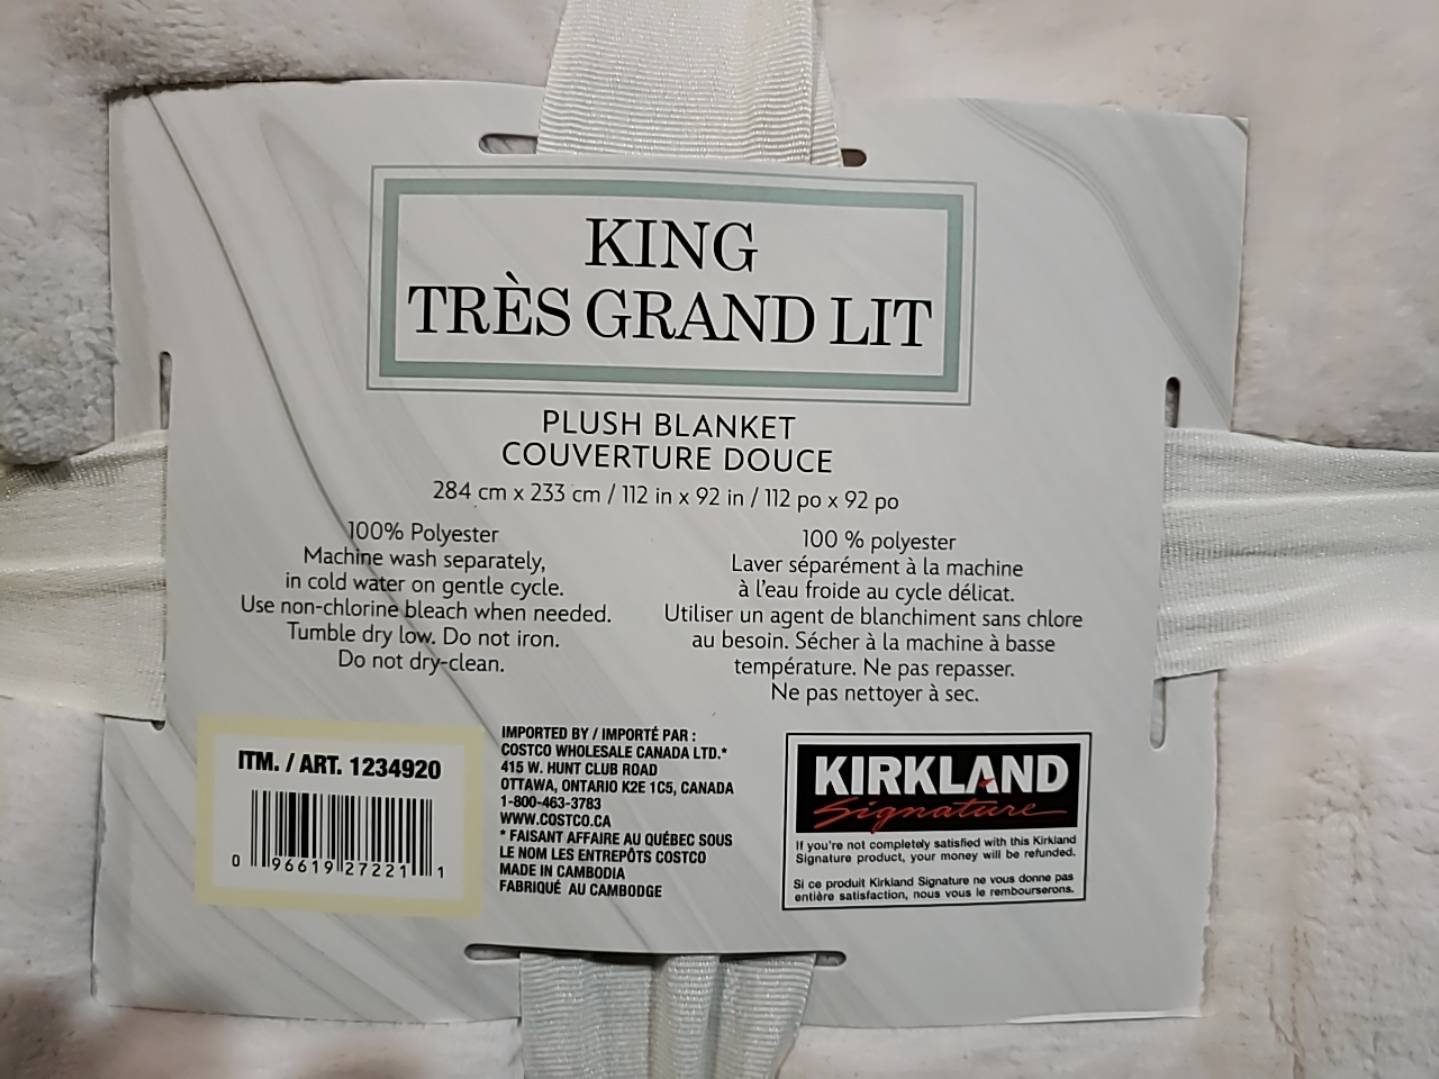 KING
TRÈS GRAND LIT
PLUSH BLANKET
COUVERTURE DOUCE
284 cm x 233 cm / 112 in x 92 in / 112 po x 92 po
100% Polyester
Machine wash separately,
in cold water on gentle cycle.
Use non-chlorine bleach when needed.
Tumble dry low. Do not iron.
Do not dry-clean.
100 % polyester
Laver séparément à la machine
à l'eau froide au cycle délicat.
Utiliser un agent de blanchiment sans chlore
au besoin. Sécher à la machine à basse
température. Ne pas repasser.
Ne pas nettoyer à sec.
ITM. / ART. 1234920
0 96619 27221 1
IMPORTED BY / IMPORTÉ PAR :
COSTCO WHOLESALE CANADA LTD.*
415 W. HUNT CLUB ROAD
OTTAWA, ONTARIO K2E 1C5, CANADA
1-800-463-3783
WWW.COSTCO.CA
* FAISANT AFFAIRE AU QUÉBEC SOUS
LE NOM LES ENTREPÔTS COSTCO
MADE IN CAMBODIA
FABRIQUÉ AU CAMBODGE
KIRKLAND
Signature
If you're not completely satisfied with this Kirkland
Signature product, your money will be refunded.
Si ce produit Kirkland Signature ne vous donne pas
entière satisfaction, nous vous le rembourserons.